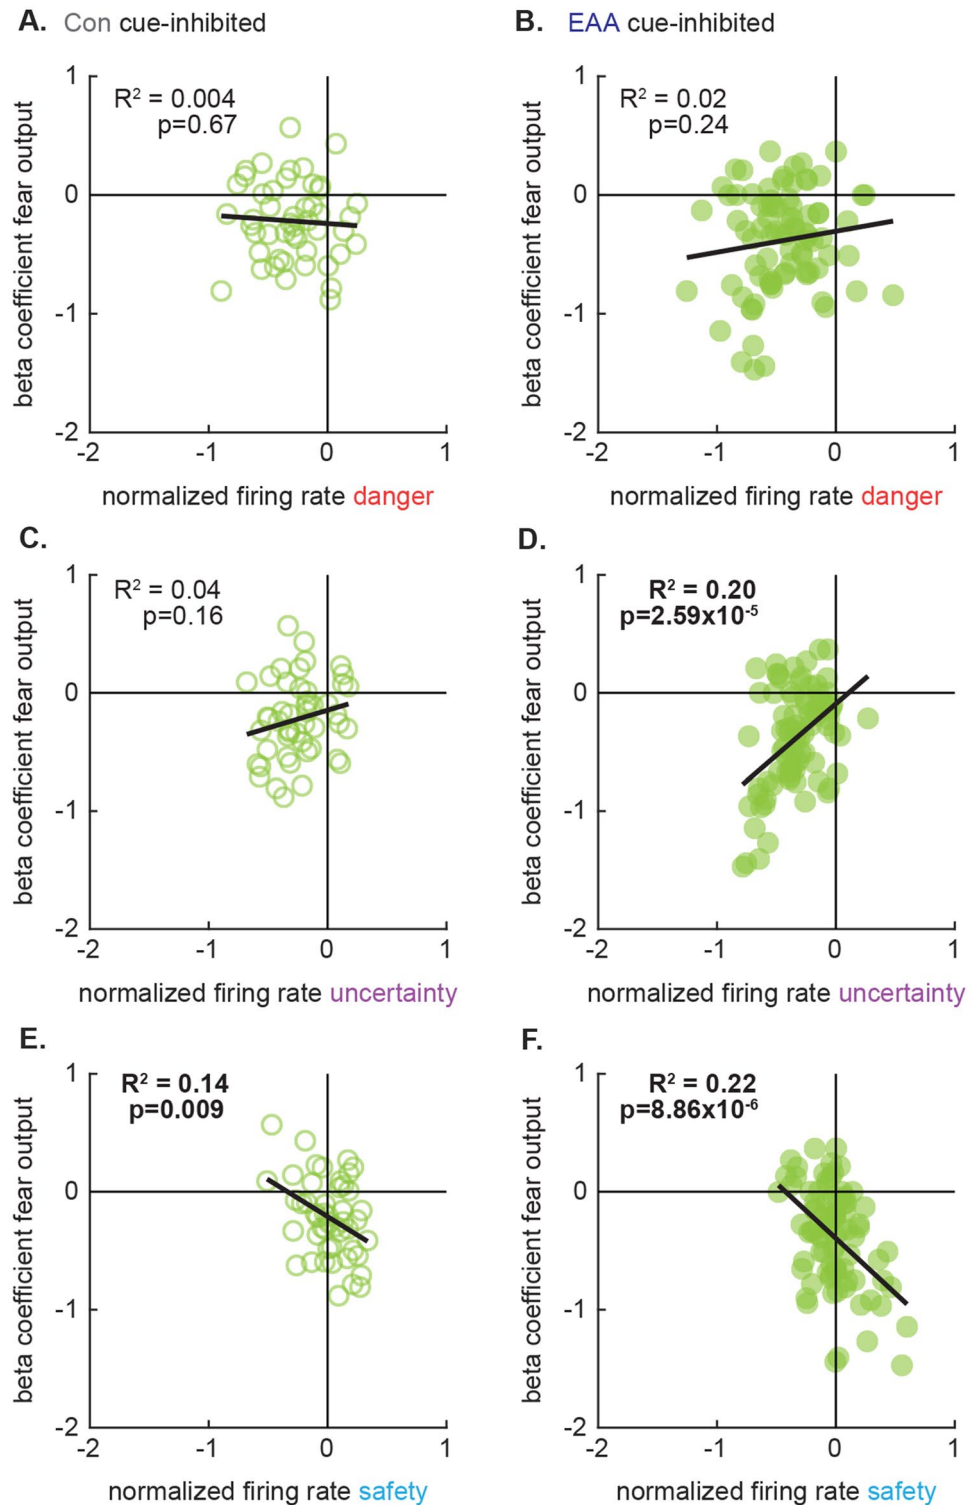 A. Con cue-inhibited
R² = 0.004
p=0.67
beta coefficient fear output
1
0
-1
-2
-2 -1 0 1
normalized firing rate danger
B. EAA cue-inhibited
R² = 0.02
p=0.24
beta coefficient fear output
1
0
-1
-2
-2 -1 0 1
normalized firing rate danger
C.
R² = 0.04
p=0.16
beta coefficient fear output
1
0
-1
-2
-2 -1 0 1
normalized firing rate uncertainty
D.
R² = 0.20
p=2.59x10⁻⁵
beta coefficient fear output
1
0
-1
-2
-2 -1 0 1
normalized firing rate uncertainty
E.
R² = 0.14
p=0.009
beta coefficient fear output
1
0
-1
-2
-2 -1 0 1
normalized firing rate safety
F.
R² = 0.22
p=8.86x10⁻⁶
beta coefficient fear output
1
0
-1
-2
-2 -1 0 1
normalized firing rate safety